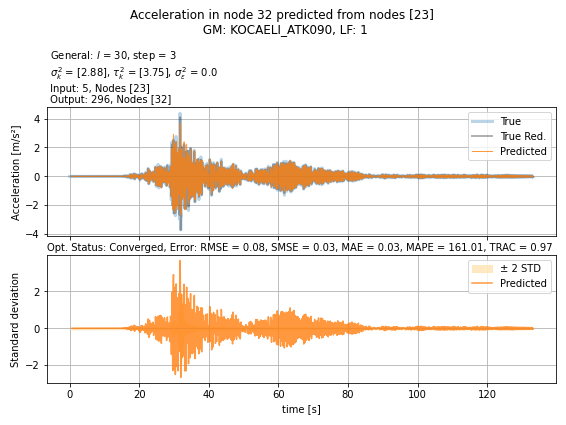 Acceleration in node 32 predicted from nodes [23]
GM: KOCAELI_ATK090, LF: 1
General: l = 30, step = 3
σ²ₖ = [2.88], τ²ₖ = [3.75], σ²ε = 0.0
Input: 5, Nodes [23]
Output: 296, Nodes [32]
Acceleration [m/s²]
4
2
0
−2
−4
True
True Red.
Predicted
Opt. Status: Converged, Error: RMSE = 0.08, SMSE = 0.03, MAE = 0.03, MAPE = 161.01, TRAC = 0.97
Standard deviation
2
0
−2
± 2 STD
Predicted
0 20 40 60 80 100 120
time [s]